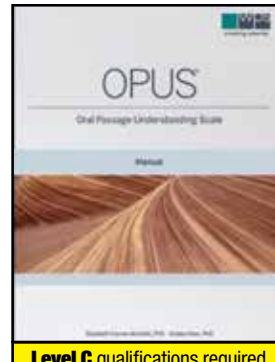 OPUS
Oral Passage Understanding Scale
Manual
Level C qualifications required